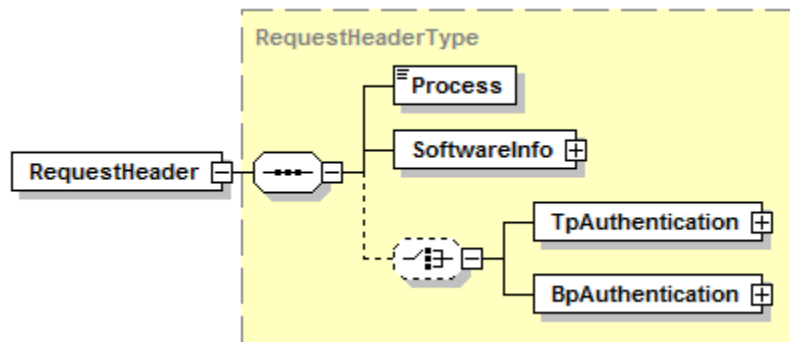 RequestHeaderType
Process
SoftwareInfo
RequestHeader
TpAuthentication
BpAuthentication